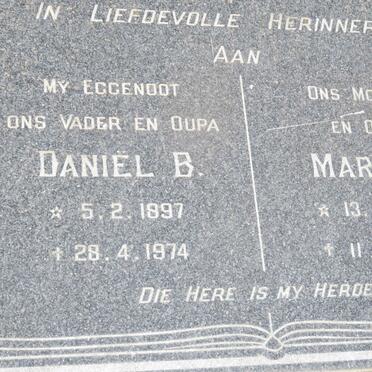 IN LIEFDEVOLLE HERINNER
AAN
MY EGGENOOT
ONS VADER EN OUPA
DANIËL B.
☆ 5.2.1897
† 28.4.1974
ONS MO
EN O
MAR
☆ 13.
† 11
DIE HERE IS MY HERDE